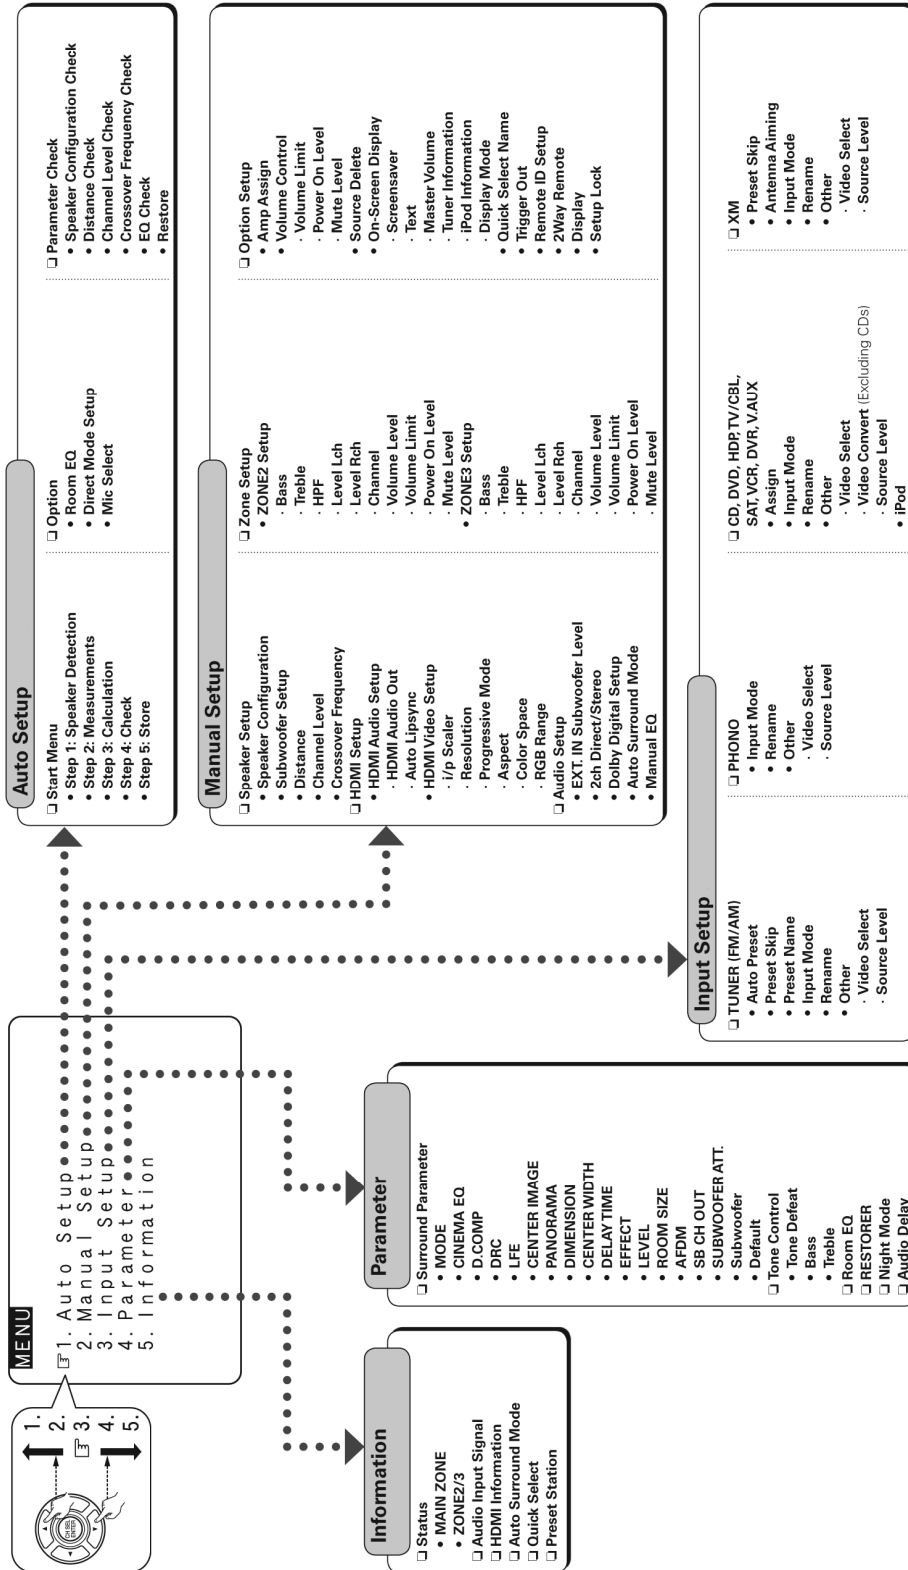 1.
2.
☞ 3.
4.
5.
CH SEL
ENTER
MENU
☞1. Auto Setup
2. Manual Setup
3. Input Setup
4. Parameter
5. Information
Auto Setup
❏ Start Menu
• Step 1: Speaker Detection
• Step 2: Measurements
• Step 3: Calculation
• Step 4: Check
• Step 5: Store
❏ Option
• Room EQ
• Direct Mode Setup
• Mic Select
❏ Parameter Check
• Speaker Configuration Check
• Distance Check
• Channel Level Check
• Crossover Frequency Check
• EQ Check
• Restore
Manual Setup
❏ Speaker Setup
• Speaker Configuration
• Subwoofer Setup
• Distance
• Channel Level
• Crossover Frequency
❏ HDMI Setup
• HDMI Audio Setup
· HDMI Audio Out
· Auto Lipsync
• HDMI Video Setup
· i/p Scaler
· Resolution
· Progressive Mode
· Aspect
· Color Space
· RGB Range
❏ Audio Setup
• EXT. IN Subwoofer Level
• 2ch Direct/Stereo
• Dolby Digital Setup
• Auto Surround Mode
• Manual EQ
❏ Zone Setup
• ZONE2 Setup
· Bass
· Treble
· HPF
· Level Lch
· Level Rch
· Channel
· Volume Level
· Volume Limit
· Power On Level
· Mute Level
• ZONE3 Setup
· Bass
· Treble
· HPF
· Level Lch
· Level Rch
· Channel
· Volume Level
· Volume Limit
· Power On Level
· Mute Level
❏ Option Setup
• Amp Assign
• Volume Control
· Volume Limit
· Power On Level
· Mute Level
• Source Delete
• On-Screen Display
· Screensaver
· Text
· Master Volume
· Tuner Information
· iPod Information
· Display Mode
• Quick Select Name
• Trigger Out
• Remote ID Setup
• 2Way Remote
• Display
• Setup Lock
Information
❏ Status
• MAIN ZONE
• ZONE2/3
❏ Audio Input Signal
❏ HDMI Information
❏ Auto Surround Mode
❏ Quick Select
❏ Preset Station
Parameter
❏ Surround Parameter
• MODE
• CINEMA EQ
• D.COMP
• DRC
• LFE
• CENTER IMAGE
• PANORAMA
• DIMENSION
• CENTER WIDTH
• DELAY TIME
• EFFECT
• LEVEL
• ROOM SIZE
• AFDM
• SB CH OUT
• SUBWOOFER ATT.
• Subwoofer
• Default
❏ Tone Control
• Tone Defeat
• Bass
• Treble
❏ Room EQ
❏ RESTORER
❏ Night Mode
❏ Audio Delay
Input Setup
❏ TUNER (FM/AM)
• Auto Preset
• Preset Skip
• Preset Name
• Input Mode
• Rename
• Other
· Video Select
· Source Level
❏ PHONO
• Input Mode
• Rename
• Other
· Video Select
· Source Level
❏ CD, DVD, HDP, TV/CBL,
SAT, VCR, DVR, V.AUX
• Assign
• Input Mode
• Rename
• Other
· Video Select
· Video Convert (Excluding CDs)
· Source Level
• iPod
❏ XM
• Preset Skip
• Antenna Aiming
• Input Mode
• Rename
• Other
· Video Select
· Source Level